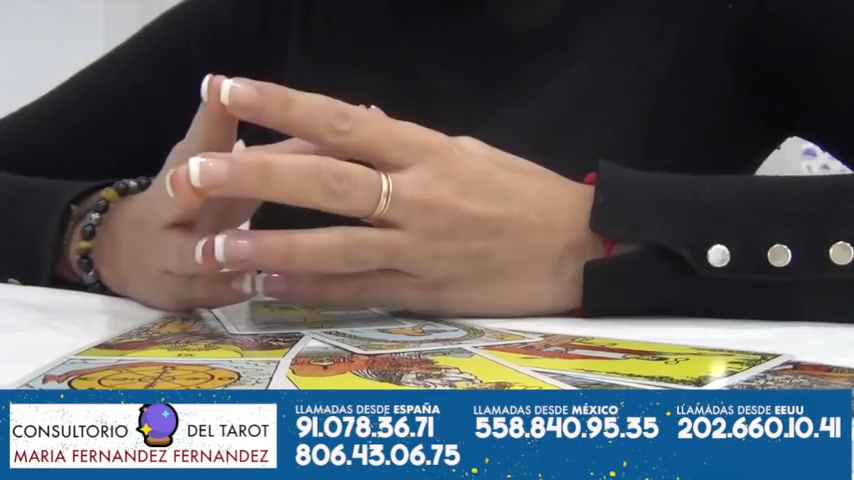 CONSULTORIO DEL TAROT
MARIA FERNANDEZ FERNANDEZ
LLAMADAS DESDE ESPAÑA
91.078.36.71
806.43.06.75
LLAMADAS DESDE MÉXICO
558.840.95.35
LLAMADAS DESDE EEUU
202.660.10.41